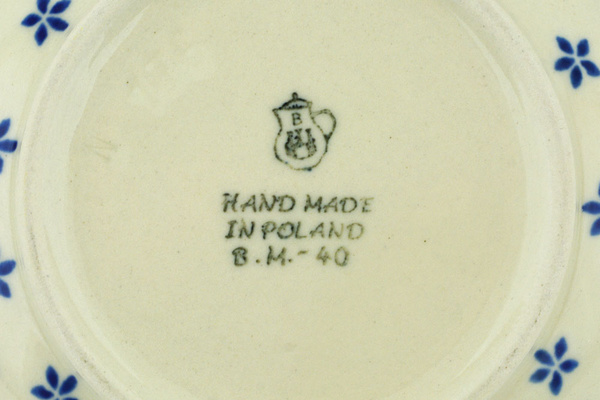 B
HAND MADE
IN POLAND
B.M.-40